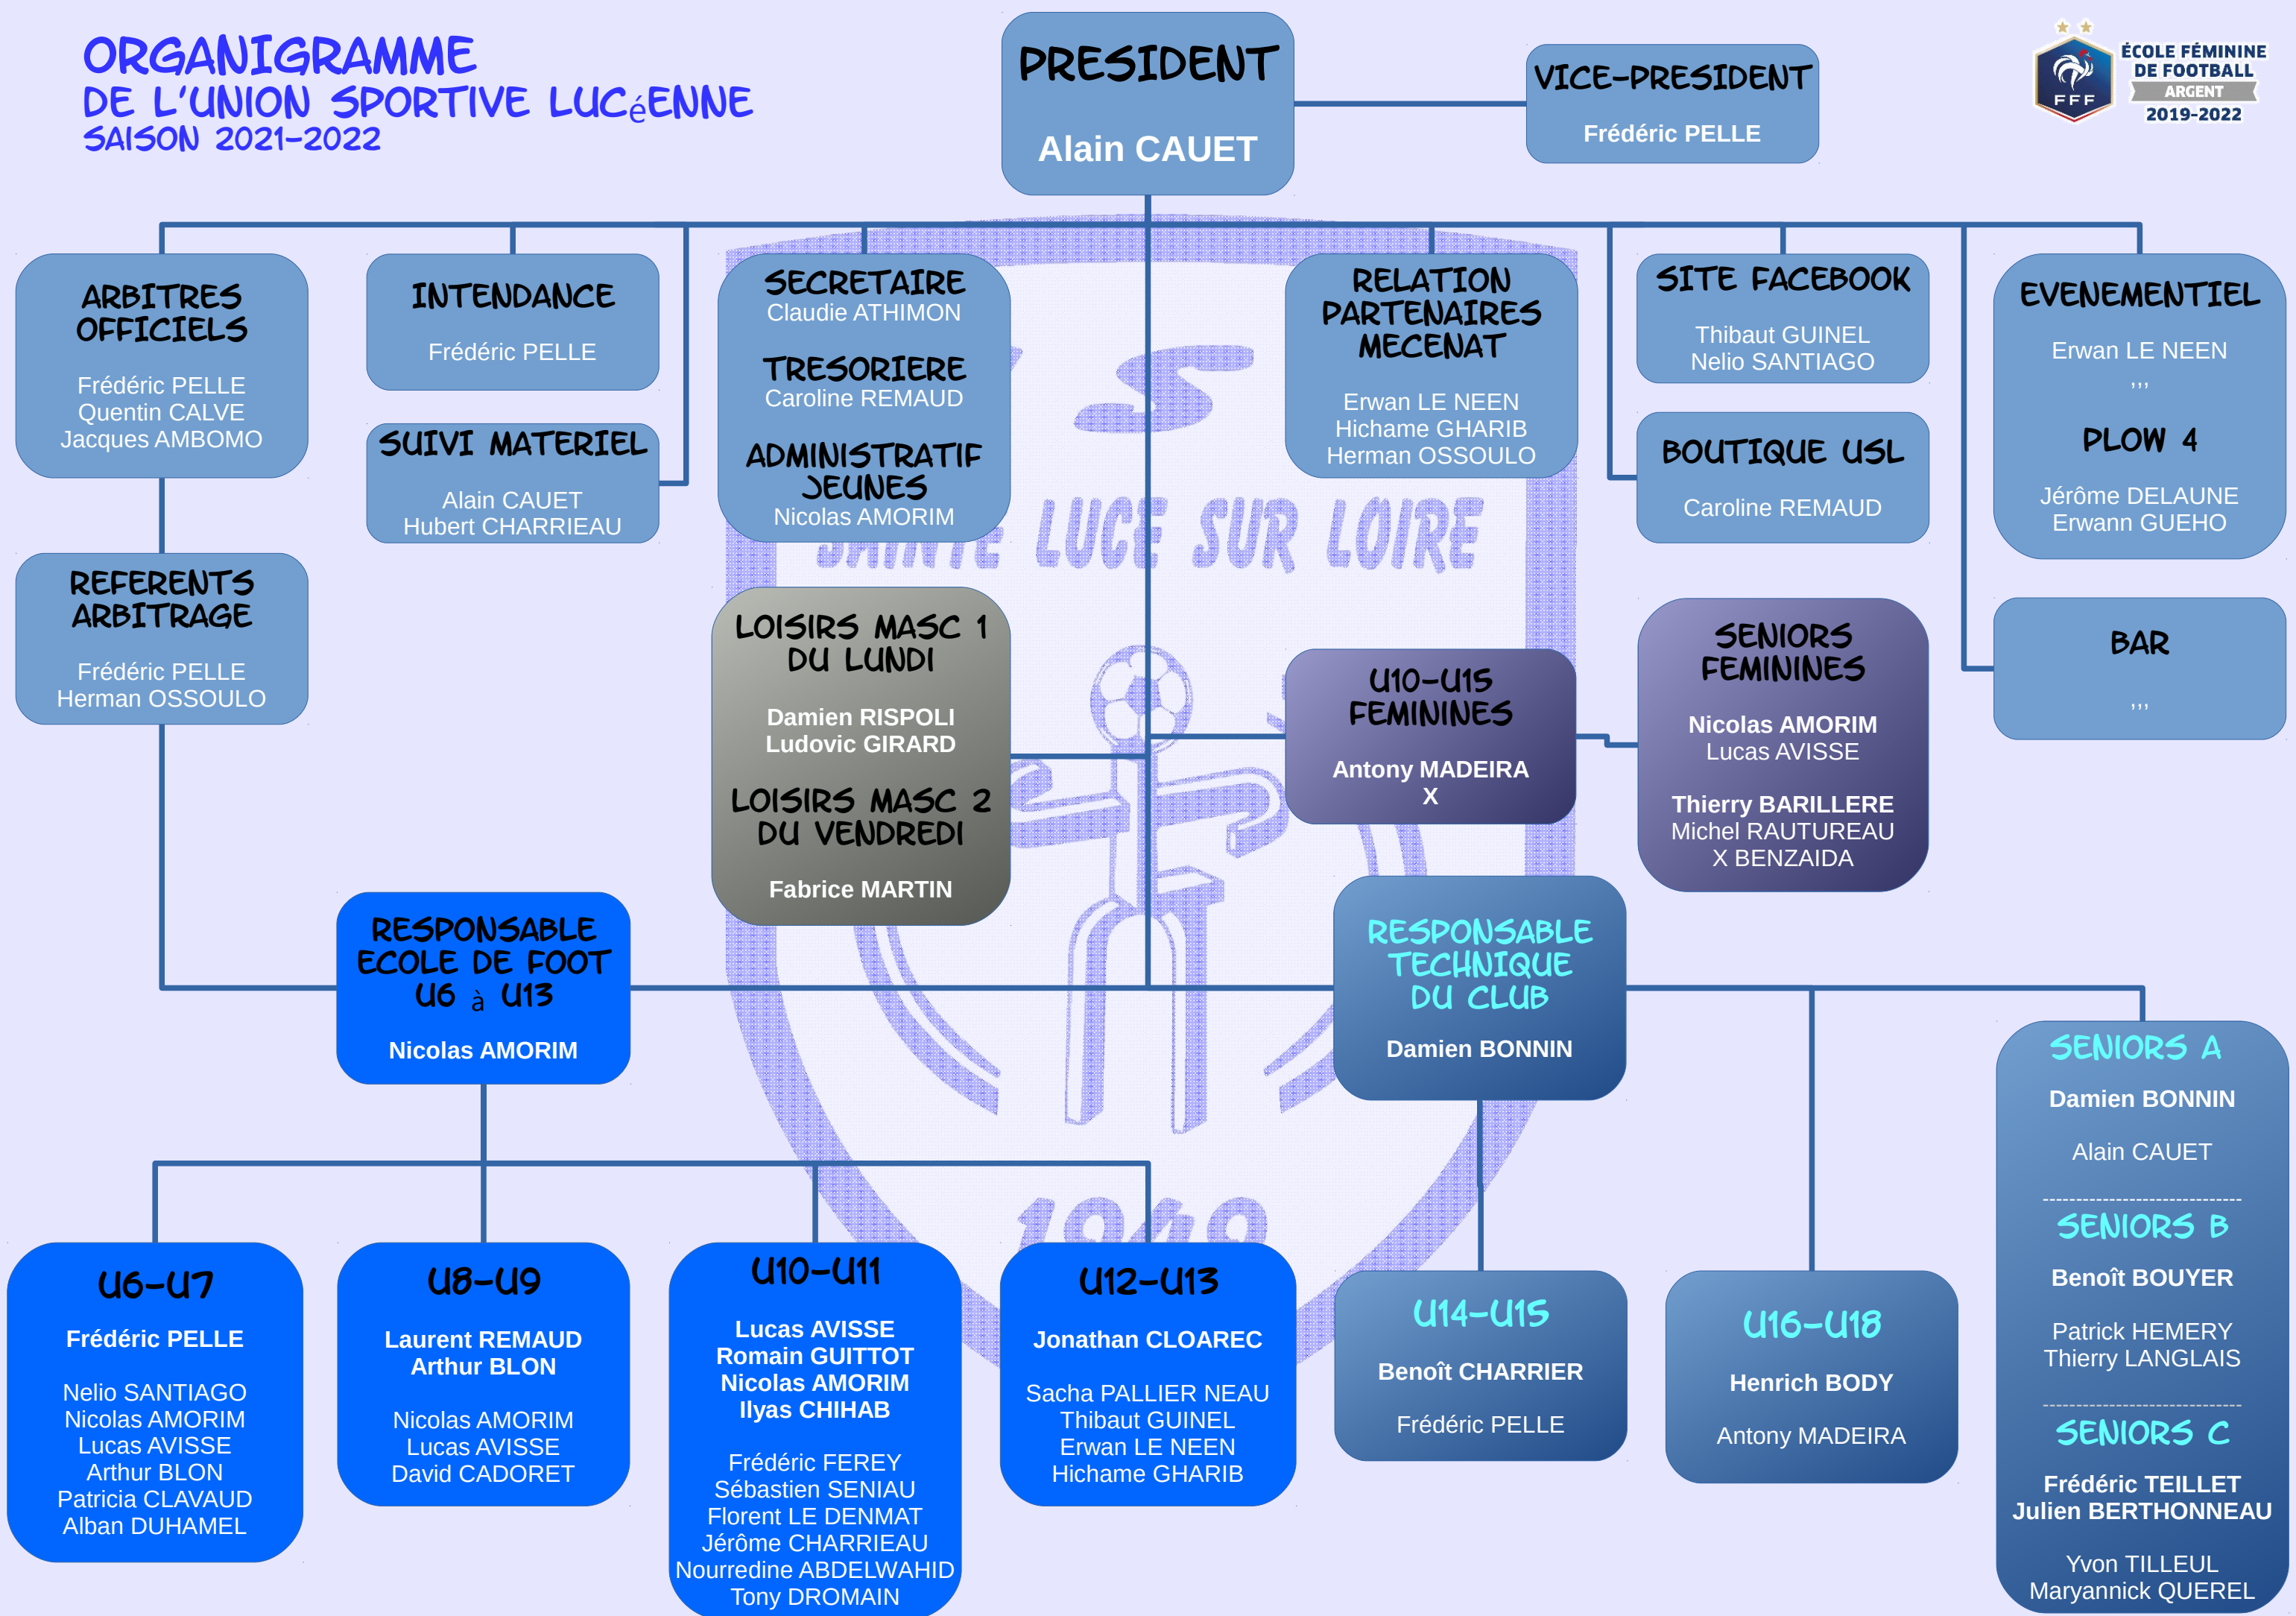 ORGANIGRAMME
DE L'UNION SPORTIVE LUCéENNE
SAISON 2021-2022
PRESIDENT
Alain CAUET
VICE-PRESIDENT
Frédéric PELLE
ÉCOLE FÉMININE
DE FOOTBALL
ARGENT
2019-2022
FFF
ARBITRES
OFFICIELS
Frédéric PELLE
Quentin CALVE
Jacques AMBOMO
INTENDANCE
Frédéric PELLE
SUIVI MATERIEL
Alain CAUET
Hubert CHARRIEAU
SECRETAIRE
Claudie ATHIMON
TRESORIERE
Caroline REMAUD
ADMINISTRATIF
JEUNES
Nicolas AMORIM
RELATION
PARTENAIRES
MECENAT
Erwan LE NEEN
Hichame GHARIB
Herman OSSOULO
SITE FACEBOOK
Thibaut GUINEL
Nelio SANTIAGO
BOUTIQUE USL
Caroline REMAUD
EVENEMENTIEL
Erwan LE NEEN
,,,
PLOW 4
Jérôme DELAUNE
Erwann GUEHO
S
SAINTE LUCE SUR LOIRE
REFERENTS
ARBITRAGE
Frédéric PELLE
Herman OSSOULO
LOISIRS MASC 1
DU LUNDI
Damien RISPOLI
Ludovic GIRARD
LOISIRS MASC 2
DU VENDREDI
Fabrice MARTIN
U10-U15
FEMININES
Antony MADEIRA
X
SENIORS
FEMININES
Nicolas AMORIM
Lucas AVISSE
Thierry BARILLERE
Michel RAUTUREAU
X BENZAIDA
BAR
,,,
RESPONSABLE
ECOLE DE FOOT
U6 à U13
Nicolas AMORIM
RESPONSABLE
TECHNIQUE
DU CLUB
Damien BONNIN
1949
U6-U7
Frédéric PELLE
Nelio SANTIAGO
Nicolas AMORIM
Lucas AVISSE
Arthur BLON
Patricia CLAVAUD
Alban DUHAMEL
U8-U9
Laurent REMAUD
Arthur BLON
Nicolas AMORIM
Lucas AVISSE
David CADORET
U10-U11
Lucas AVISSE
Romain GUITTOT
Nicolas AMORIM
Ilyas CHIHAB
Frédéric FEREY
Sébastien SENIAU
Florent LE DENMAT
Jérôme CHARRIEAU
Nourredine ABDELWAHID
Tony DROMAIN
U12-U13
Jonathan CLOAREC
Sacha PALLIER NEAU
Thibaut GUINEL
Erwan LE NEEN
Hichame GHARIB
U14-U15
Benoît CHARRIER
Frédéric PELLE
U16-U18
Henrich BODY
Antony MADEIRA
SENIORS A
Damien BONNIN
Alain CAUET
------------------------------
SENIORS B
Benoît BOUYER
Patrick HEMERY
Thierry LANGLAIS
------------------------------
SENIORS C
Frédéric TEILLET
Julien BERTHONNEAU
Yvon TILLEUL
Maryannick QUEREL